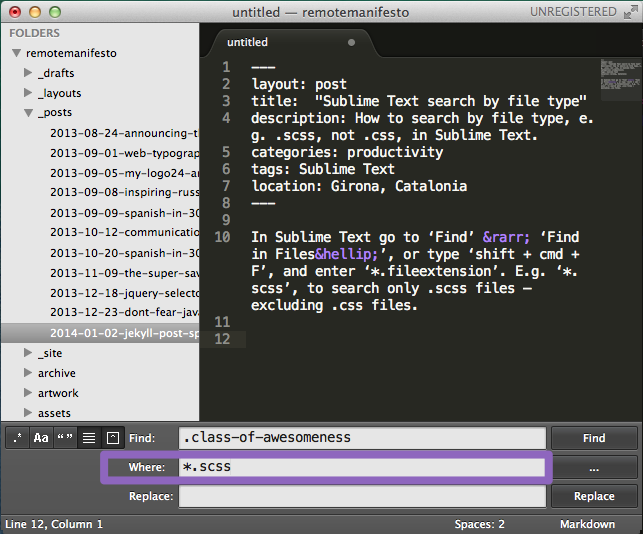 untitled — remotemanifesto
UNREGISTERED
FOLDERS
remotemanifesto
_drafts
_layouts
_posts
2013-08-24-announcing-t
2013-09-01-web-typograp
2013-09-05-my-logo24-an
2013-09-08-inspiring-russ
2013-09-09-spanish-in-30
2013-10-12-communication
2013-10-20-spanish-in-30
2013-11-09-the-super-sav
2013-12-18-jquery-selecto
2013-12-23-dont-fear-java
2014-01-02-jekyll-post-sp
_site
archive
artwork
assets
untitled
1 ---
2 layout: post
3 title:  "Sublime Text search by file type"
4 description: How to search by file type, e.
g. .scss, not .css, in Sublime Text.
5 categories: productivity
6 tags: Sublime Text
7 location: Girona, Catalonia
8 ---
9
10 In Sublime Text go to ‘Find’ &rarr; ‘Find
in Files&hellip;’, or type ‘shift + cmd +
F’, and enter ‘*.fileextension’. E.g. ‘*.
scss’, to search only .scss files –
excluding .css files.
11
12
.* Aa “” Find: .class-of-awesomeness Find
Where: *.scss ...
Replace: Replace
Line 12, Column 1 Spaces: 2 Markdown